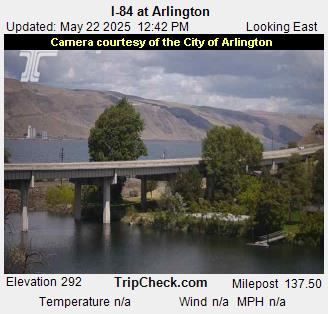 I-84 at Arlington
Updated: May 22 2025 12:42 PM Looking East
Camera courtesy of the City of Arlington
Elevation 292 TripCheck.com Milepost 137.50
Temperature n/a Wind n/a MPH n/a